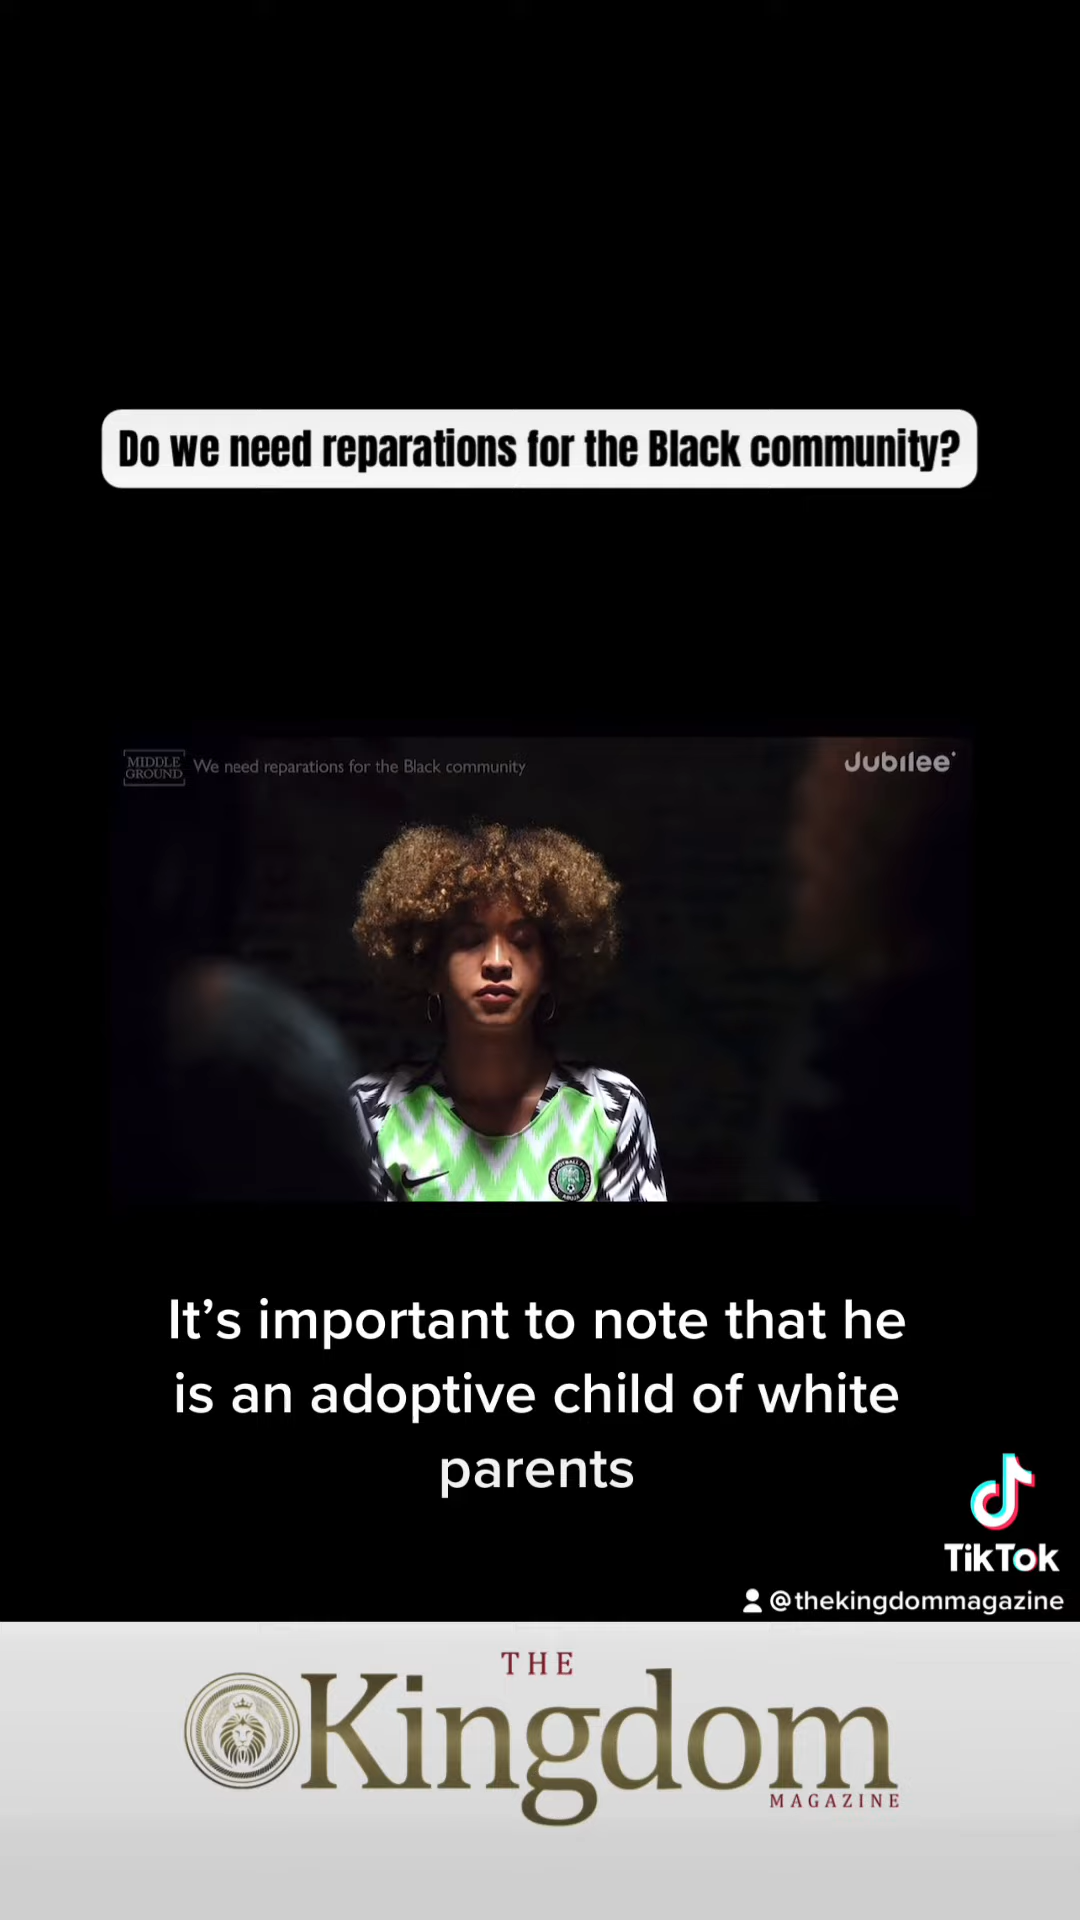 Do we need reparations for the Black community?
MIDDLE
GROUND
We need reparations for the Black community
Jubilee
It’s important to note that he
is an adoptive child of white
parents
TikTok
@thekingdommagazine
THE
Kingdom
MAGAZINE